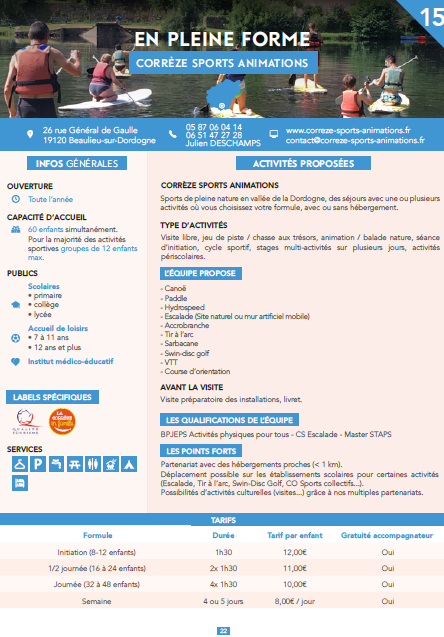 15
EN PLEINE FORME
CORRÈZE SPORTS ANIMATIONS
26 rue Général de Gaulle
19120 Beaulieu-sur-Dordogne
05 87 06 04 14
06 51 47 27 28
Julien DESCHAMPS
www.correze-sports-animations.fr
contact@correze-sports-animations.fr
INFOS GÉNÉRALES
OUVERTURE
Toute l'année
CAPACITÉ D'ACCUEIL
60 enfants simultanément.
Pour la majorité des activités
sportives groupes de 12 enfants
max.
PUBLICS
Scolaires
• primaire
• collège
• lycée
Accueil de loisirs
• 7 à 11 ans
• 12 ans et plus
Institut médico-éducatif
LABELS SPÉCIFIQUES
QUALITÉ
TOURISME
SERVICES
P
ACTIVITÉS PROPOSÉES
CORRÈZE SPORTS ANIMATIONS
Sports de pleine nature en vallée de la Dordogne, des séjours avec une ou plusieurs
activités où vous choisissez votre formule, avec ou sans hébergement.
TYPE D'ACTIVITÉS
Visite libre, jeu de piste / chasse aux trésors, animation / balade nature, séance
d'initiation, cycle sportif, stages multi-activités sur plusieurs jours, activités
périscolaires.
L'ÉQUIPE PROPOSE
- Canoë
- Paddle
- Hydrospeed
- Escalade (Site naturel ou mur artificiel mobile)
- Accrobranche
- Tir à l'arc
- Sarbacane
- Swin-disc golf
- VTT
- Course d'orientation
AVANT LA VISITE
Visite préparatoire des installations, livret.
LES QUALIFICATIONS DE L'ÉQUIPE
BPJEPS Activités physiques pour tous - CS Escalade - Master STAPS
LES POINTS FORTS
Partenariat avec des hébergements proches (< 1 km).
Déplacement possible sur les établissements scolaires pour certaines activités
(Escalade, Tir à l'arc, Swin-Disc Golf, CO Sports collectifs...).
Possibilités d'activités culturelles (visites...) grâce à nos multiples partenariats.
TARIFS
Formule Durée Tarif par enfant Gratuité accompagnateur
Initiation (8-12 enfants) 1h30 12,00€ Oui
1/2 journée (16 à 24 enfants) 2x 1h30 11,00€ Oui
Journée (32 à 48 enfants) 4x 1h30 10,00€ Oui
Semaine 4 ou 5 jours 8,00€ / jour Oui
22